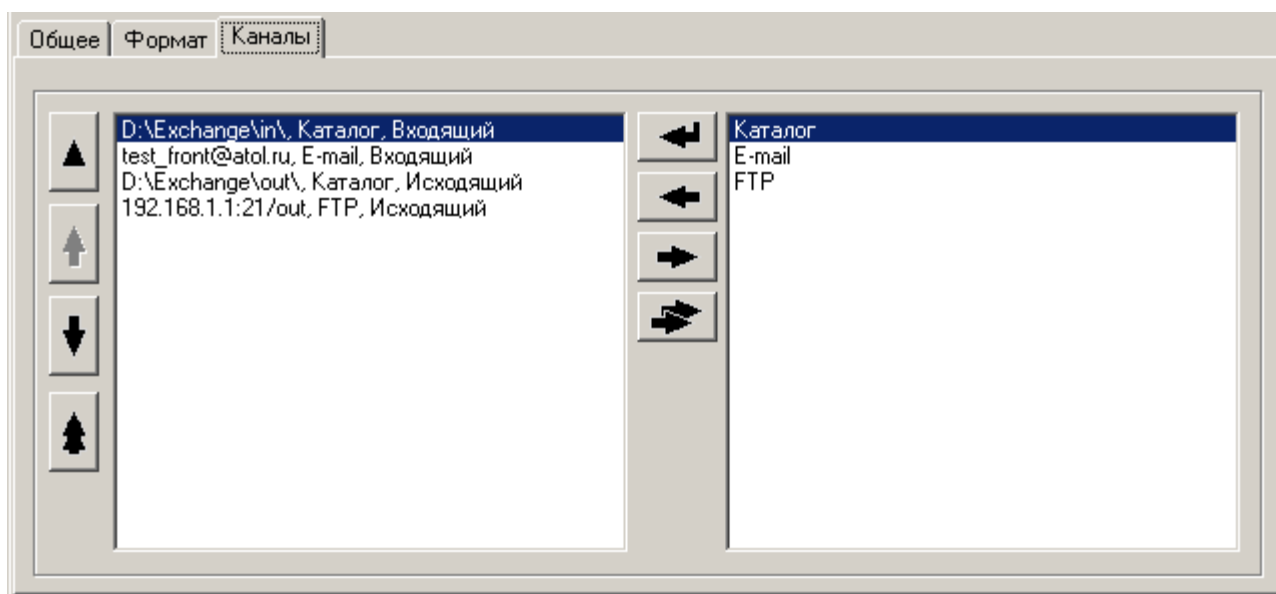 Общее
Формат
Каналы
D:\Exchange\in\, Каталог, Входящий
test_front@atol.ru, E-mail, Входящий
D:\Exchange\out\, Каталог, Исходящий
192.168.1.1:21/out, FTP, Исходящий
Каталог
E-mail
FTP